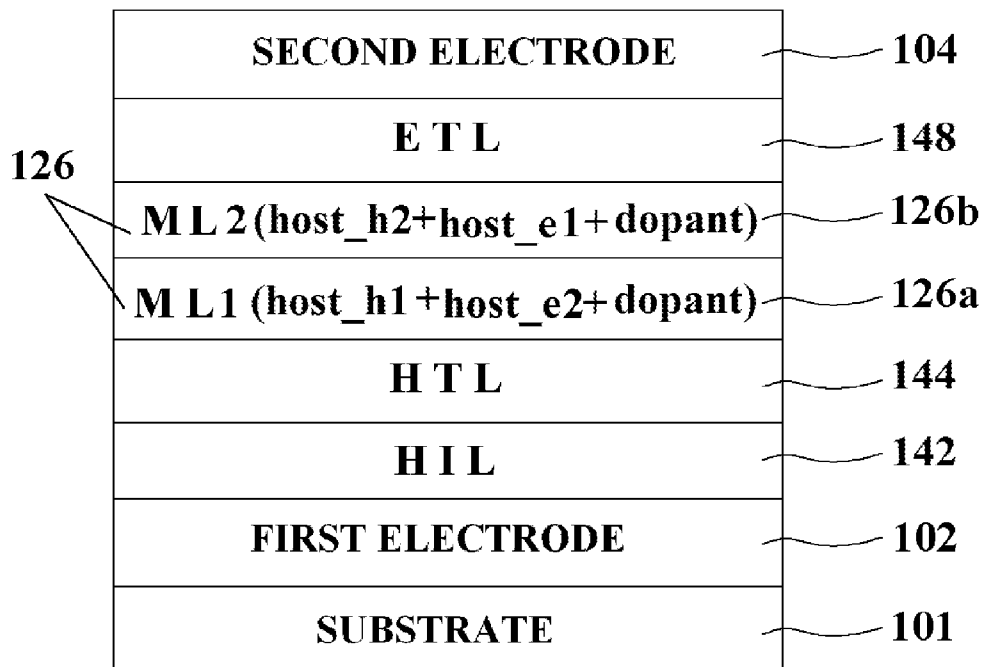 SECOND ELECTRODE 104
E T L 148
126
M L 2 (host_h2+host_e1+dopant) 126b
M L 1 (host_h1+host_e2+dopant) 126a
H T L 144
H I L 142
FIRST ELECTRODE 102
SUBSTRATE 101